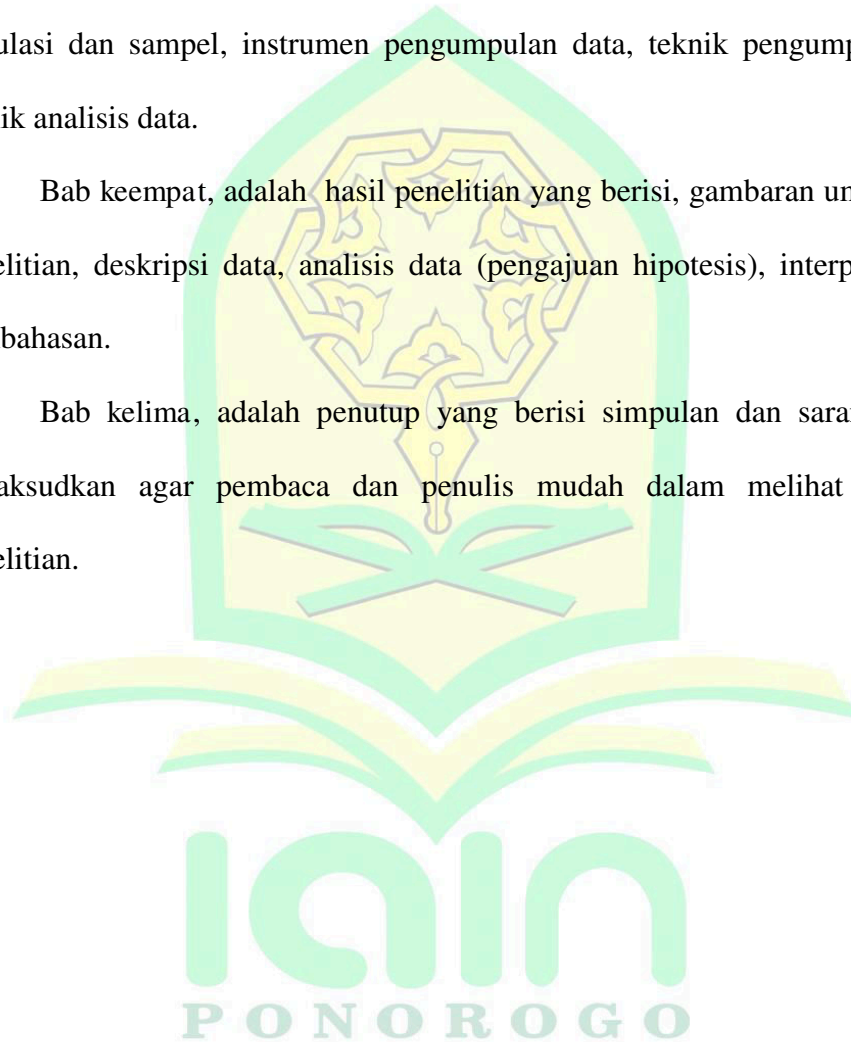 ulasi dan sampel, instrumen pengumpulan data, teknik pengump
ik analisis data.
Bab keempat, adalah hasil penelitian yang berisi, gambaran un
elitian, deskripsi data, analisis data (pengajuan hipotesis), interp
bahasan.
Bab kelima, adalah penutup yang berisi simpulan dan sara
aksudkan agar pembaca dan penulis mudah dalam melihat
elitian.
iain
PONOROGO